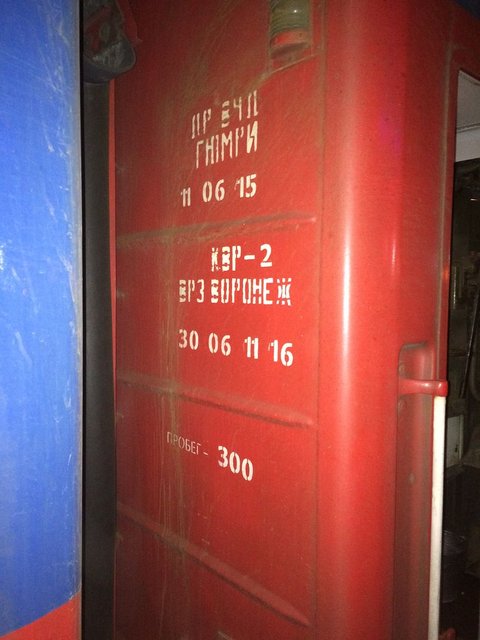 ДР ВЧД
ГНІМРИ
11 06 15
КВР-2
ВРЗ ВОРОНЕЖ
30 06 11 16
ПРОБЕГ- 300